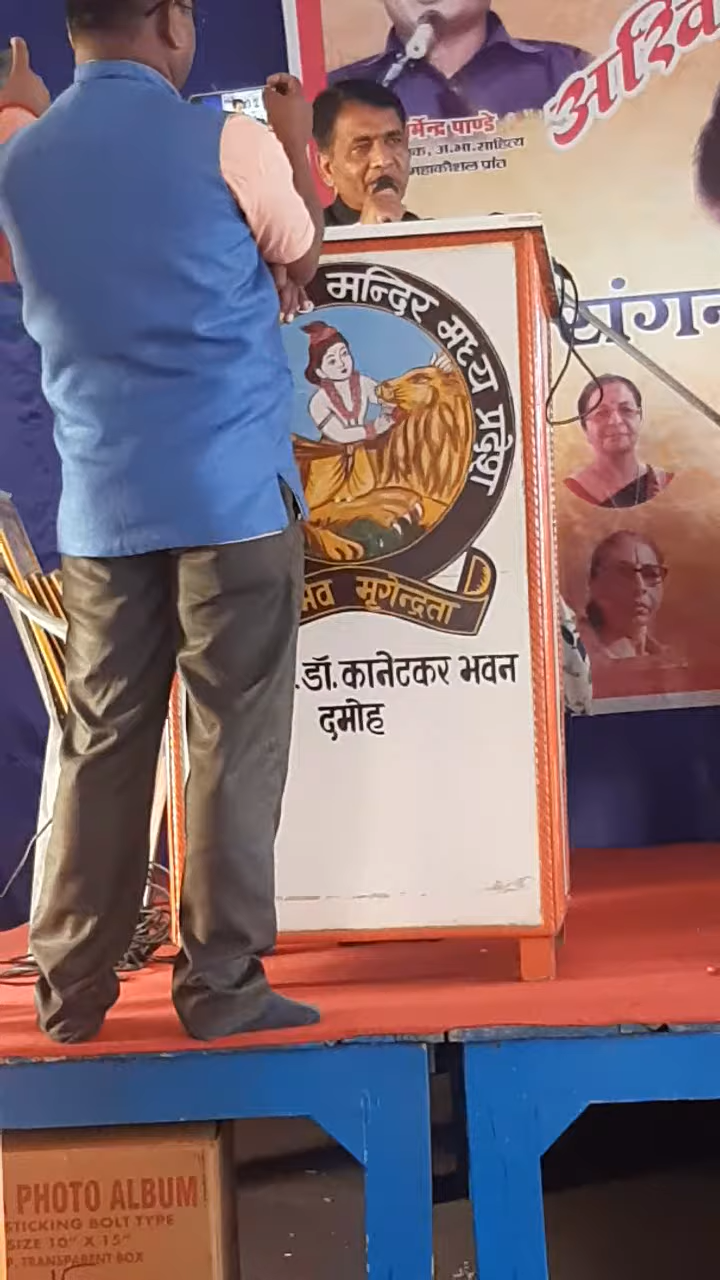 र्मेन्द्र पाण्डे
क, अ.भा.साहित्य
महाकौशल प्रांत
मन्दिर मध्य प्रदेश
मृगेन्द्रता
डॉ. कानेटकर भवन
दमोह
PHOTO ALBUM
STICKING BOLT TYPE
SIZE 10" X 15"
P. TRANSPARENT BOX